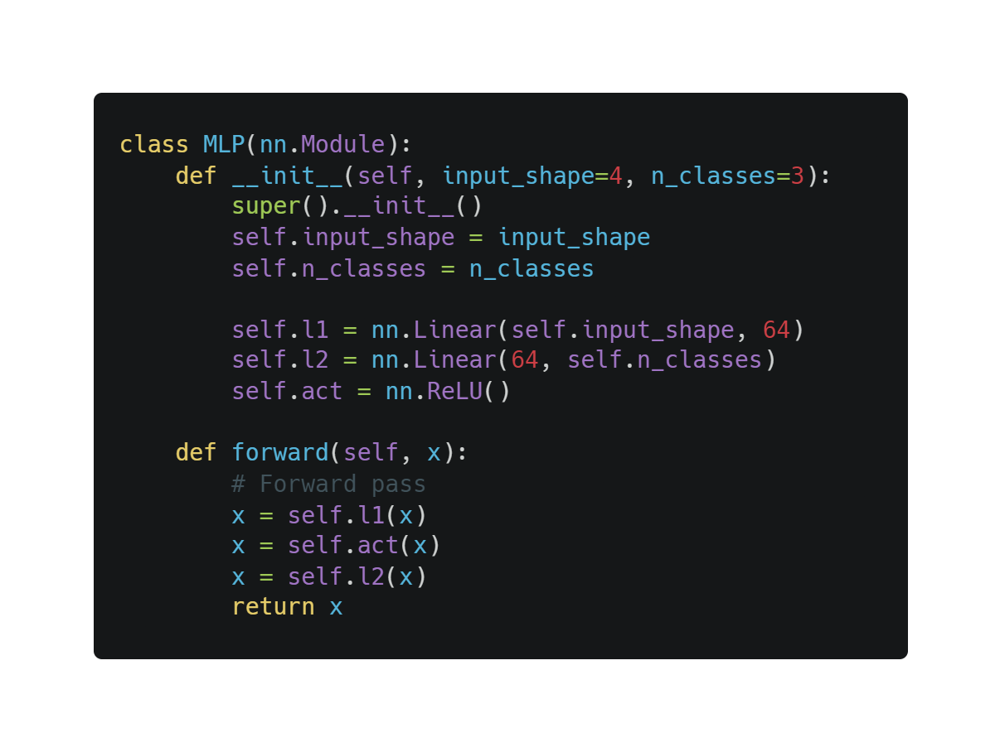 class MLP(nn.Module):
    def __init__(self, input_shape=4, n_classes=3):
        super().__init__()
        self.input_shape = input_shape
        self.n_classes = n_classes

        self.l1 = nn.Linear(self.input_shape, 64)
        self.l2 = nn.Linear(64, self.n_classes)
        self.act = nn.ReLU()

    def forward(self, x):
        # Forward pass
        x = self.l1(x)
        x = self.act(x)
        x = self.l2(x)
        return x